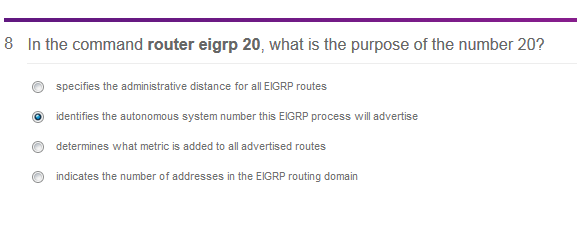 8 In the command router eigrp 20, what is the purpose of the number 20?
specifies the administrative distance for all EIGRP routes
identifies the autonomous system number this EIGRP process will advertise
determines what metric is added to all advertised routes
indicates the number of addresses in the EIGRP routing domain